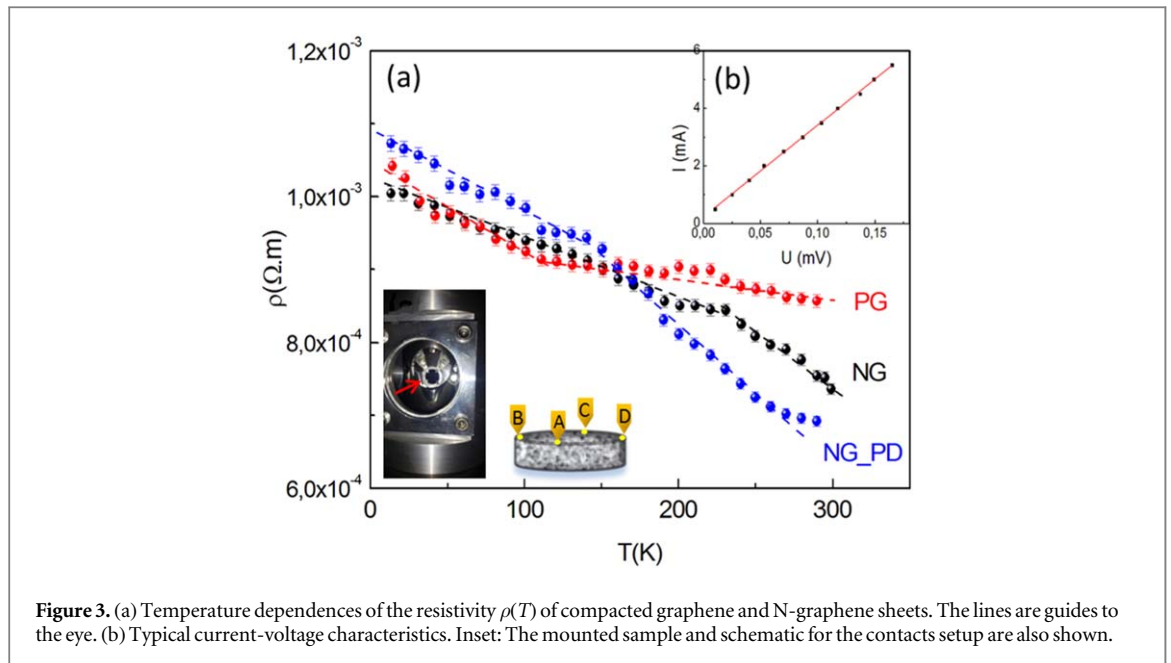 1,2x10⁻³
1,0x10⁻³
8,0x10⁻⁴
6,0x10⁻⁴
ρ(Ω.m)
(a)
(b)
6
4
2
0
I (mA)
0,00 0,05 0,10 0,15
U (mV)
PG
NG
NG_PD
B A C D
0 100 200 300
T(K)
Figure 3. (a) Temperature dependences of the resistivity ρ(T) of compacted graphene and N-graphene sheets. The lines are guides to
the eye. (b) Typical current-voltage characteristics. Inset: The mounted sample and schematic for the contacts setup are also shown.